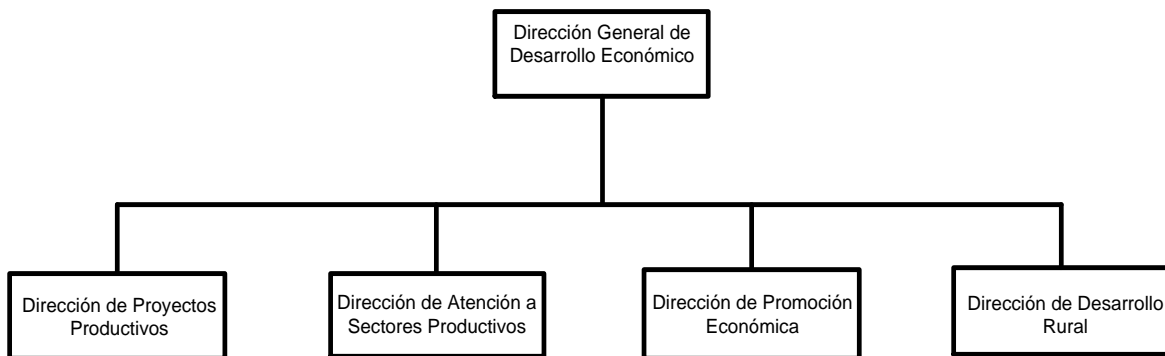 Dirección General de
Desarrollo Económico
Dirección de Proyectos
Productivos
Dirección de Atención a
Sectores Productivos
Dirección de Promoción
Económica
Dirección de Desarrollo
Rural